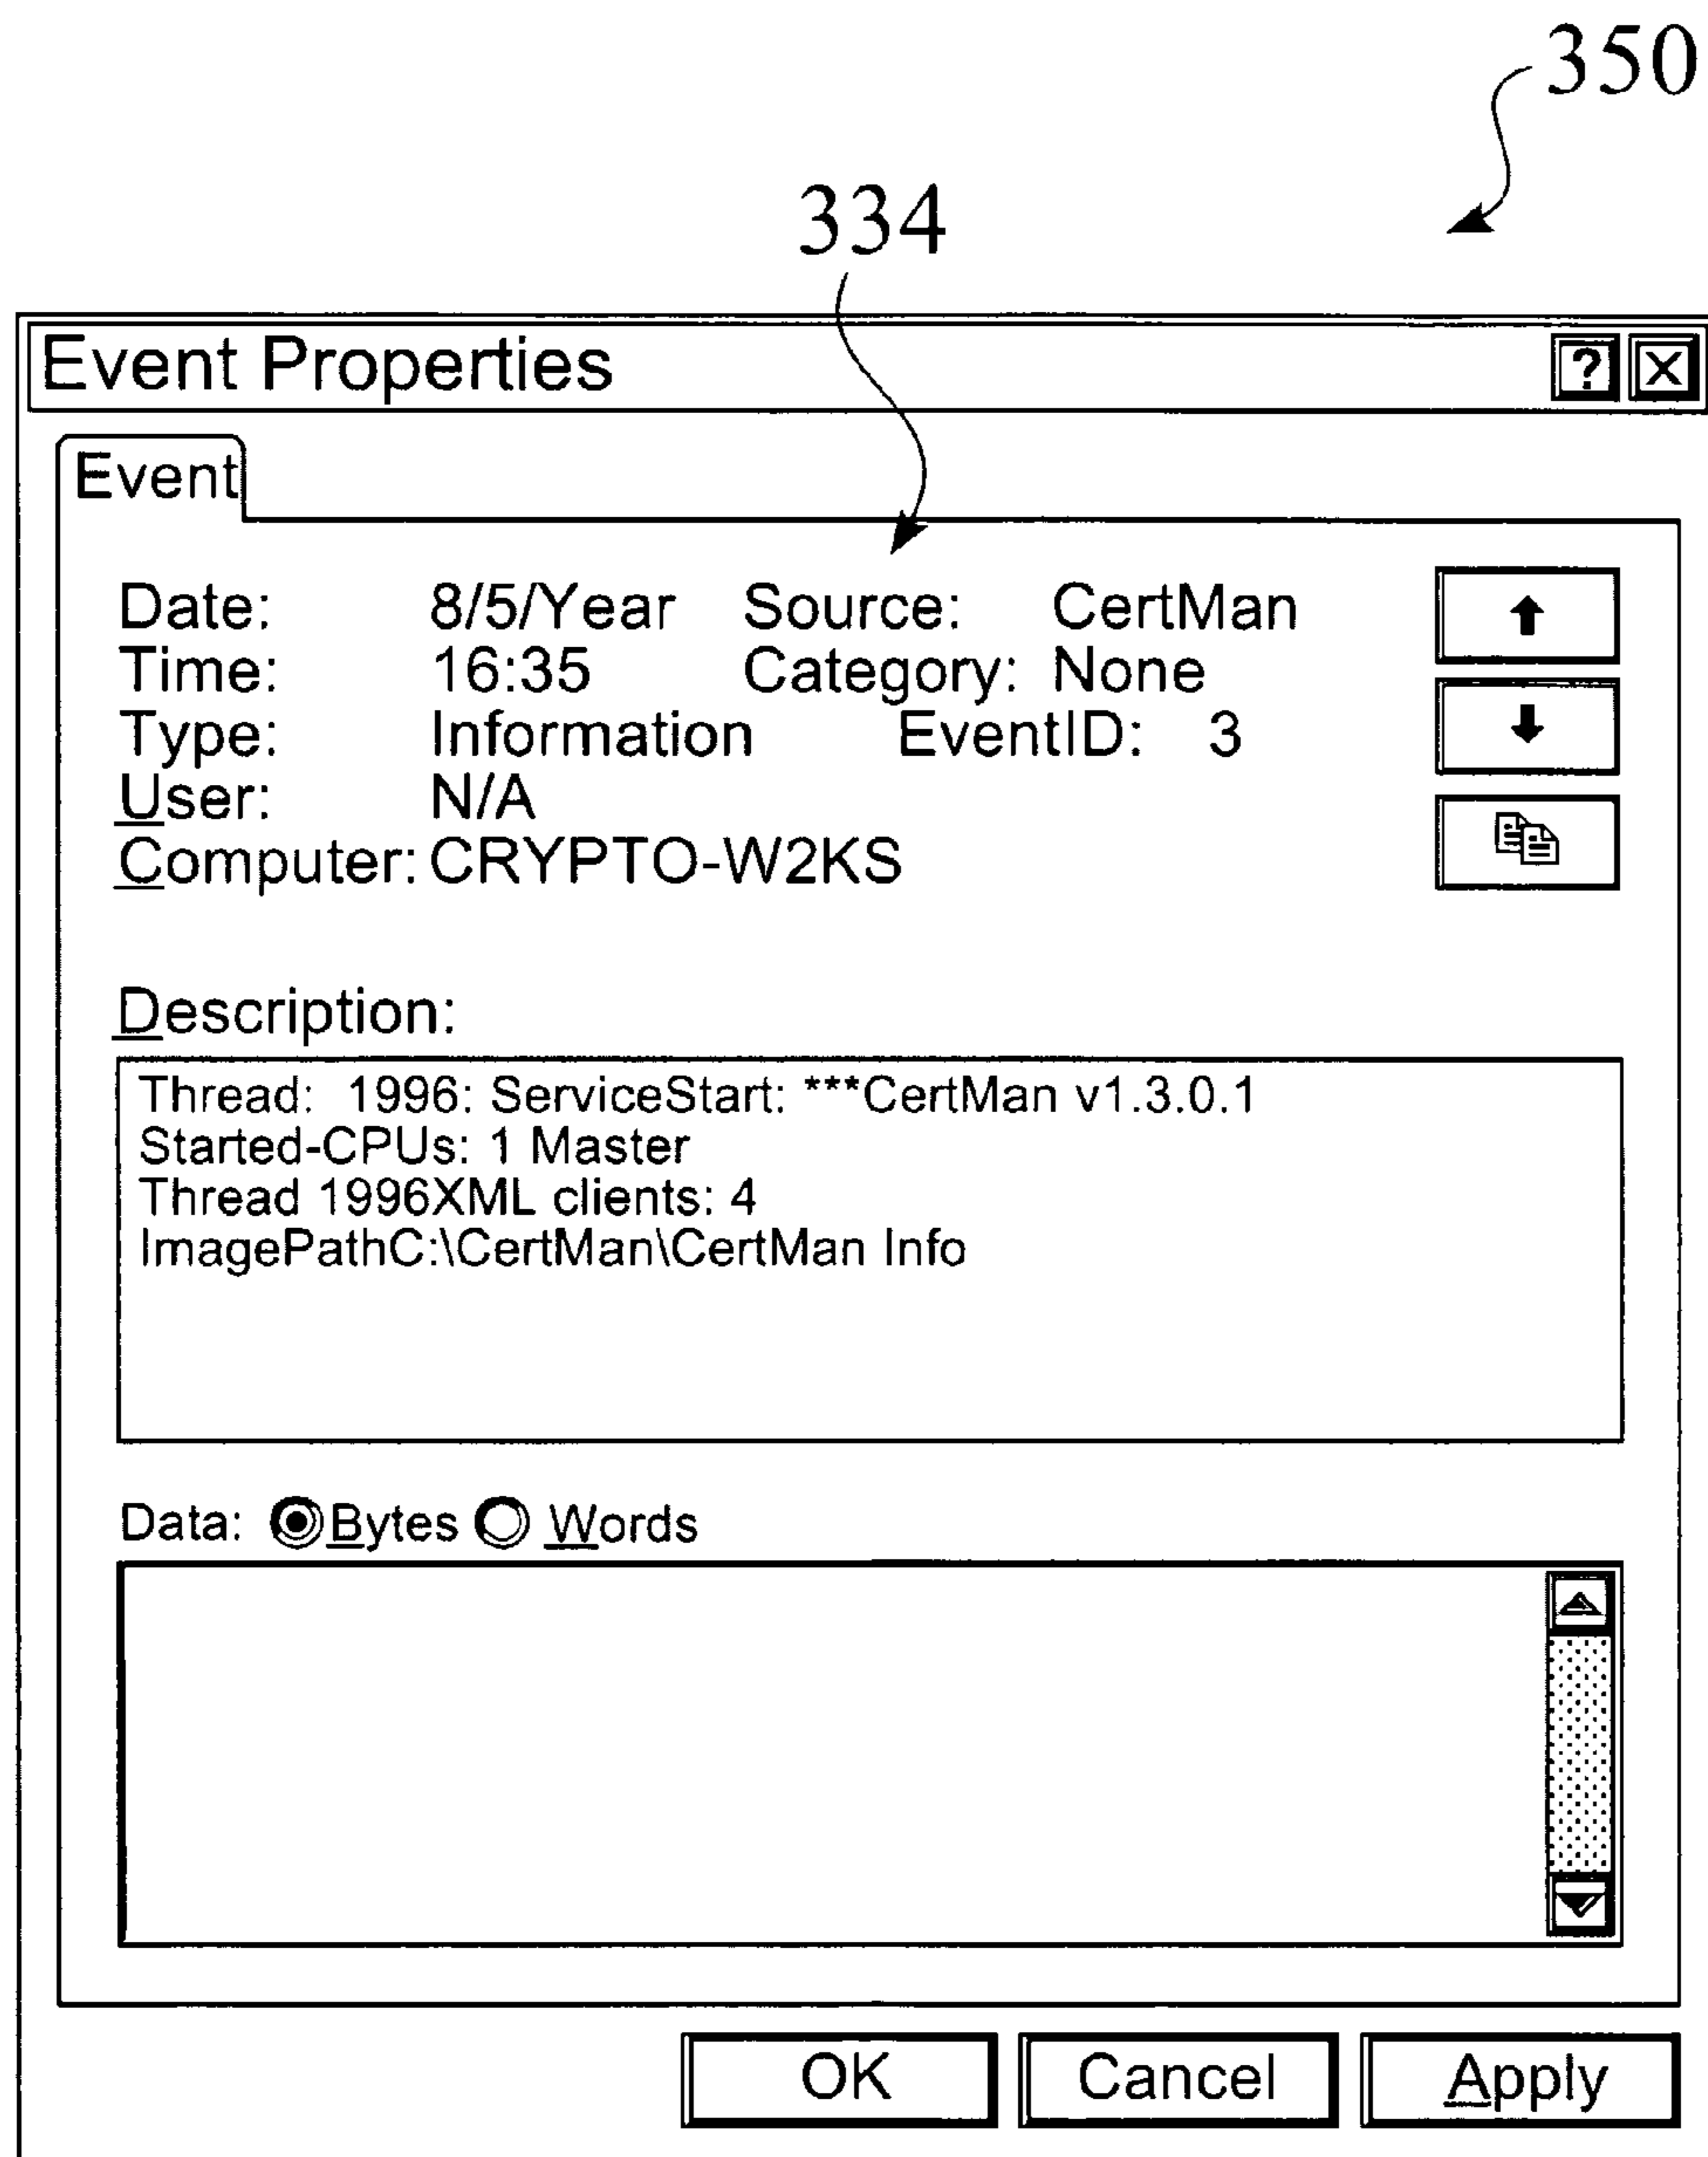 350
334
Event Properties ? X
Event
Date: 8/5/Year Source: CertMan
Time: 16:35 Category: None
Type: Information EventID: 3
User: N/A
Computer: CRYPTO-W2KS
Description:
Thread: 1996: ServiceStart: ***CertMan v1.3.0.1
Started-CPUs: 1 Master
Thread 1996XML clients: 4
ImagePathC:\CertMan\CertMan Info
Data: Bytes Words
OK Cancel Apply